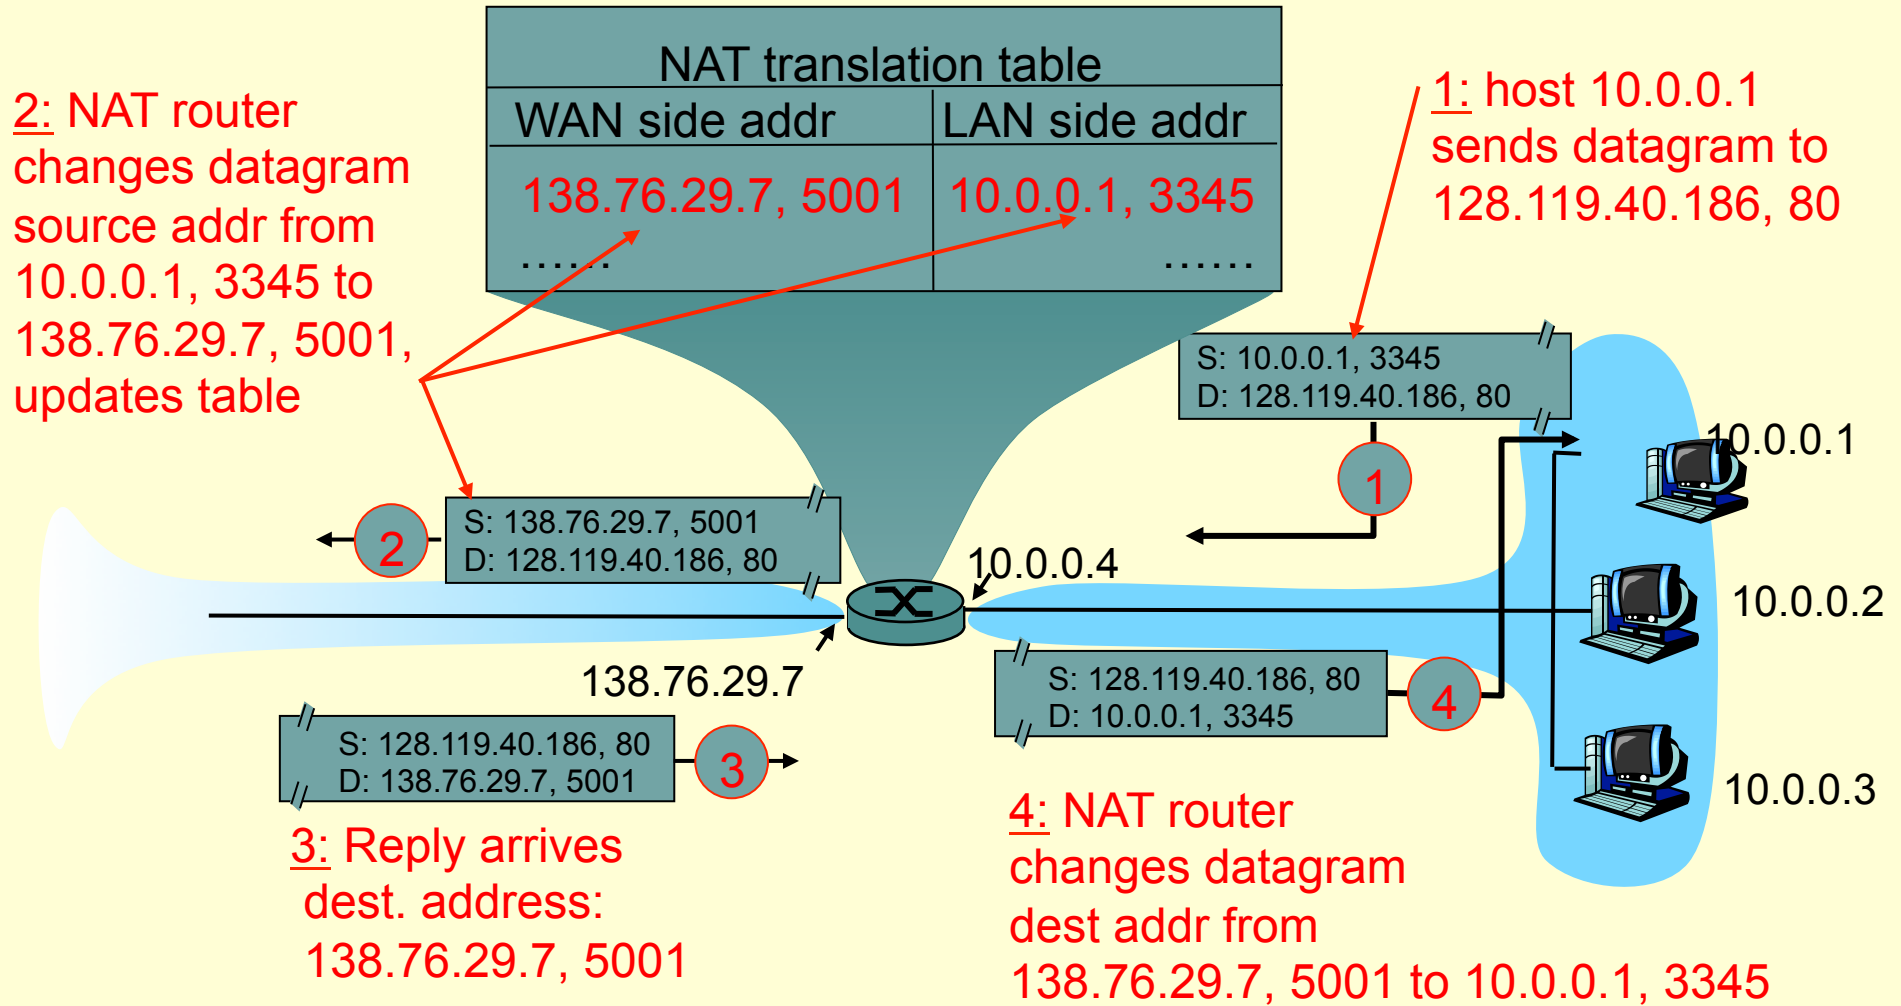 NAT translation table
WAN side addr LAN side addr
138.76.29.7, 5001 10.0.0.1, 3345
...... ......
2: NAT router
changes datagram
source addr from
10.0.0.1, 3345 to
138.76.29.7, 5001,
updates table
1: host 10.0.0.1
sends datagram to
128.119.40.186, 80
S: 10.0.0.1, 3345
D: 128.119.40.186, 80
1
10.0.0.1
S: 138.76.29.7, 5001
D: 128.119.40.186, 80
2
10.0.0.4
10.0.0.2
138.76.29.7
S: 128.119.40.186, 80
D: 10.0.0.1, 3345
4
S: 128.119.40.186, 80
D: 138.76.29.7, 5001
3
10.0.0.3
3: Reply arrives
dest. address:
138.76.29.7, 5001
4: NAT router
changes datagram
dest addr from
138.76.29.7, 5001 to 10.0.0.1, 3345